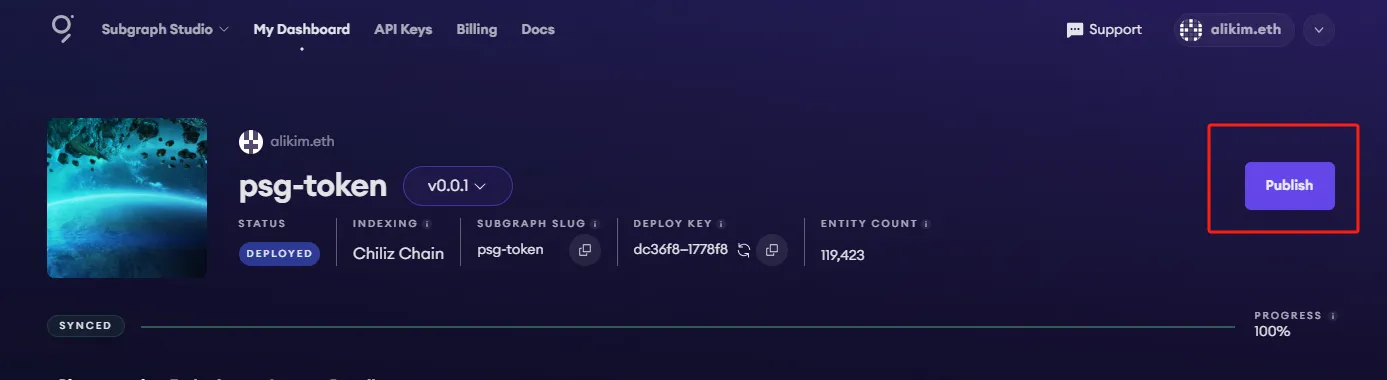 Subgraph Studio My Dashboard API Keys Billing Docs Support alikim.eth
alikim.eth
psg-token v0.0.1
Publish
STATUS INDEXING SUBGRAPH SLUG DEPLOY KEY ENTITY COUNT
DEPLOYED Chiliz Chain psg-token dc36f8–1778f8 119,423
SYNCED PROGRESS
100%